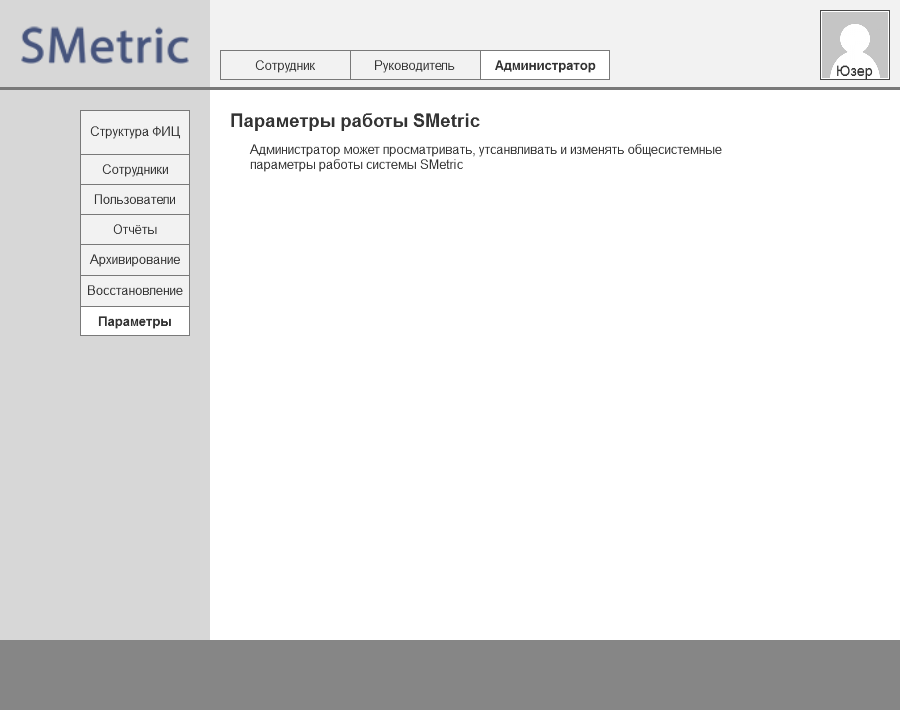 SMetric
Сотрудник
Руководитель
Администратор
Юзер
Структура ФИЦ
Сотрудники
Пользователи
Отчёты
Архивирование
Восстановление
Параметры
Параметры работы SMetric
Администратор может просматривать, утсанвпивать и изменять общесистемные
параметры работы системы SMetric